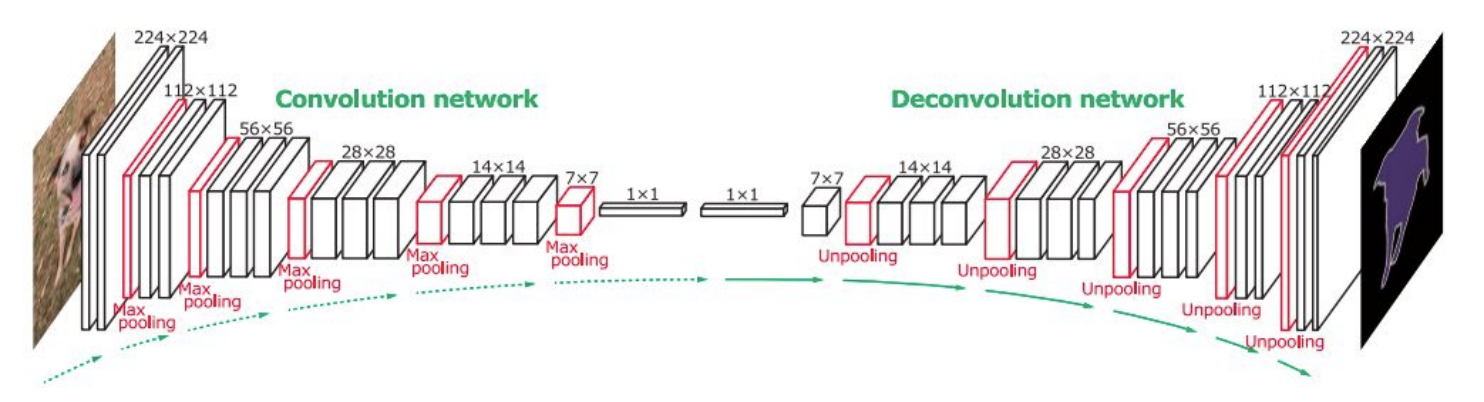 224×224
112×112
Convolution network
56×56
28×28
14×14
7×7
1×1
1×1
7×7
14×14
28×28
56×56
Deconvolution network
112×112
224×224
Max
pooling
Max
pooling
Max
pooling
Max
pooling
Max
pooling
Unpooling
Unpooling
Unpooling
Unpooling
Unpooling